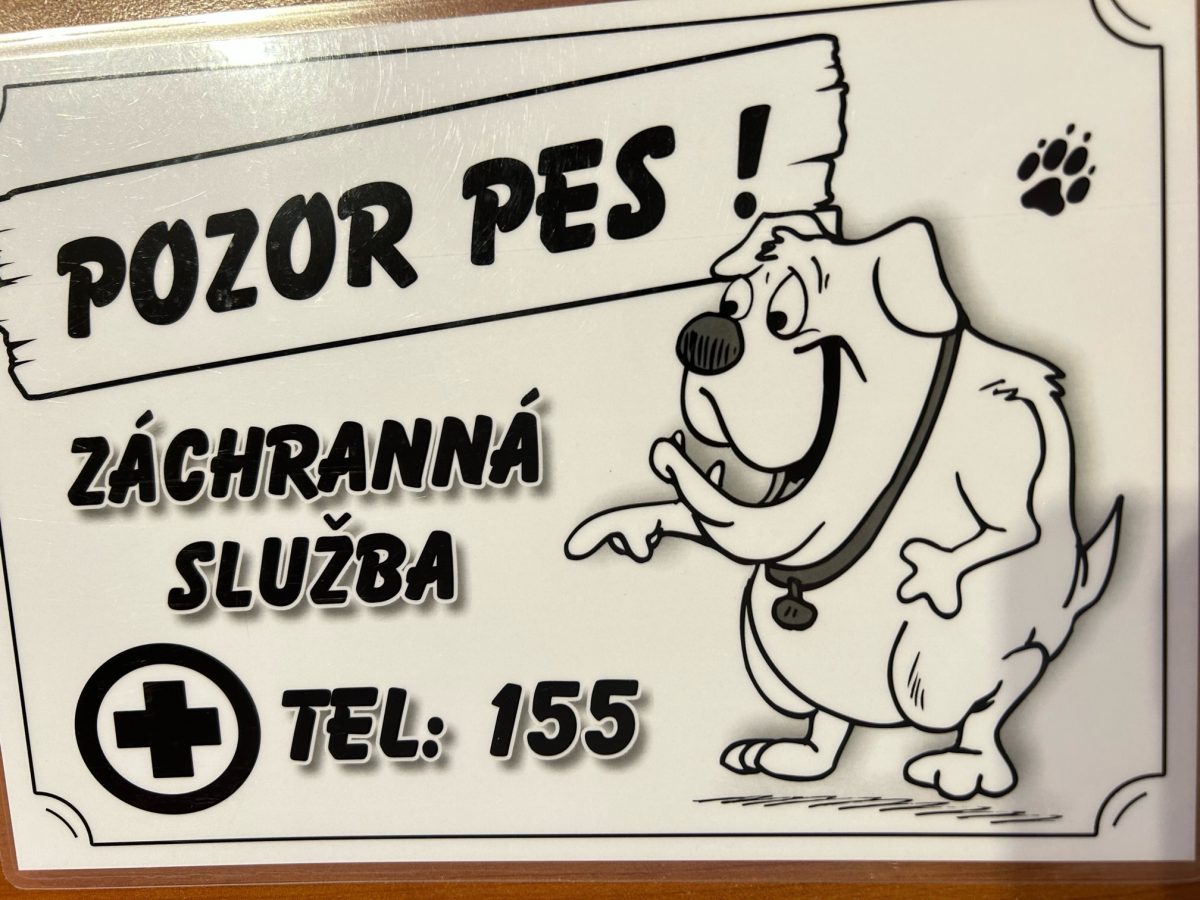 POZOR PES !
ZÁCHRANNÁ
SLUŽBA
TEL: 155